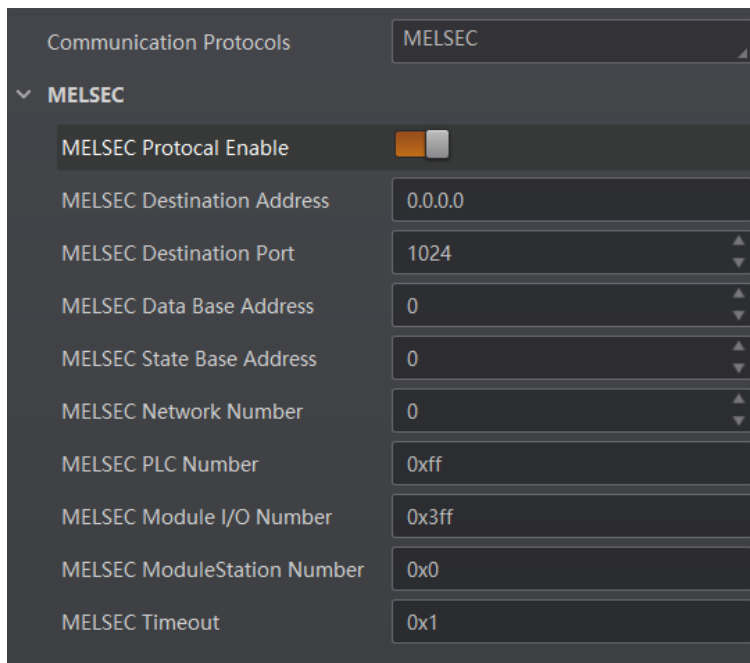 Communication Protocols MELSEC
MELSEC
MELSEC Protocal Enable
MELSEC Destination Address 0.0.0.0
MELSEC Destination Port 1024
MELSEC Data Base Address 0
MELSEC State Base Address 0
MELSEC Network Number 0
MELSEC PLC Number 0xff
MELSEC Module I/O Number 0x3ff
MELSEC ModuleStation Number 0x0
MELSEC Timeout 0x1